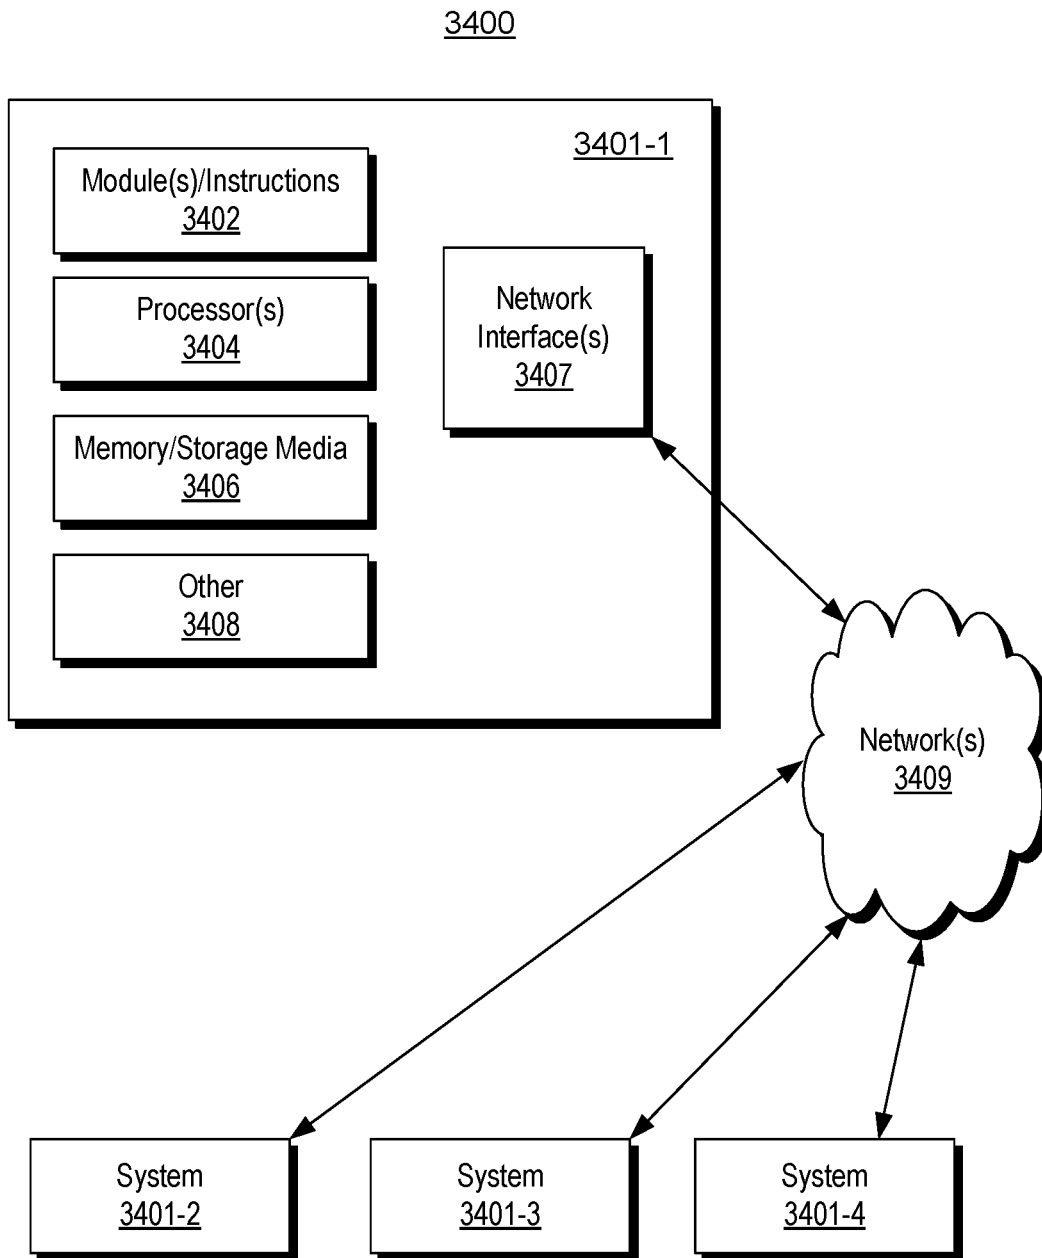 3400
3401-1
Module(s)/Instructions
3402
Processor(s)
3404
Memory/Storage Media
3406
Other
3408
Network
Interface(s)
3407
Network(s)
3409
System
3401-2
System
3401-3
System
3401-4